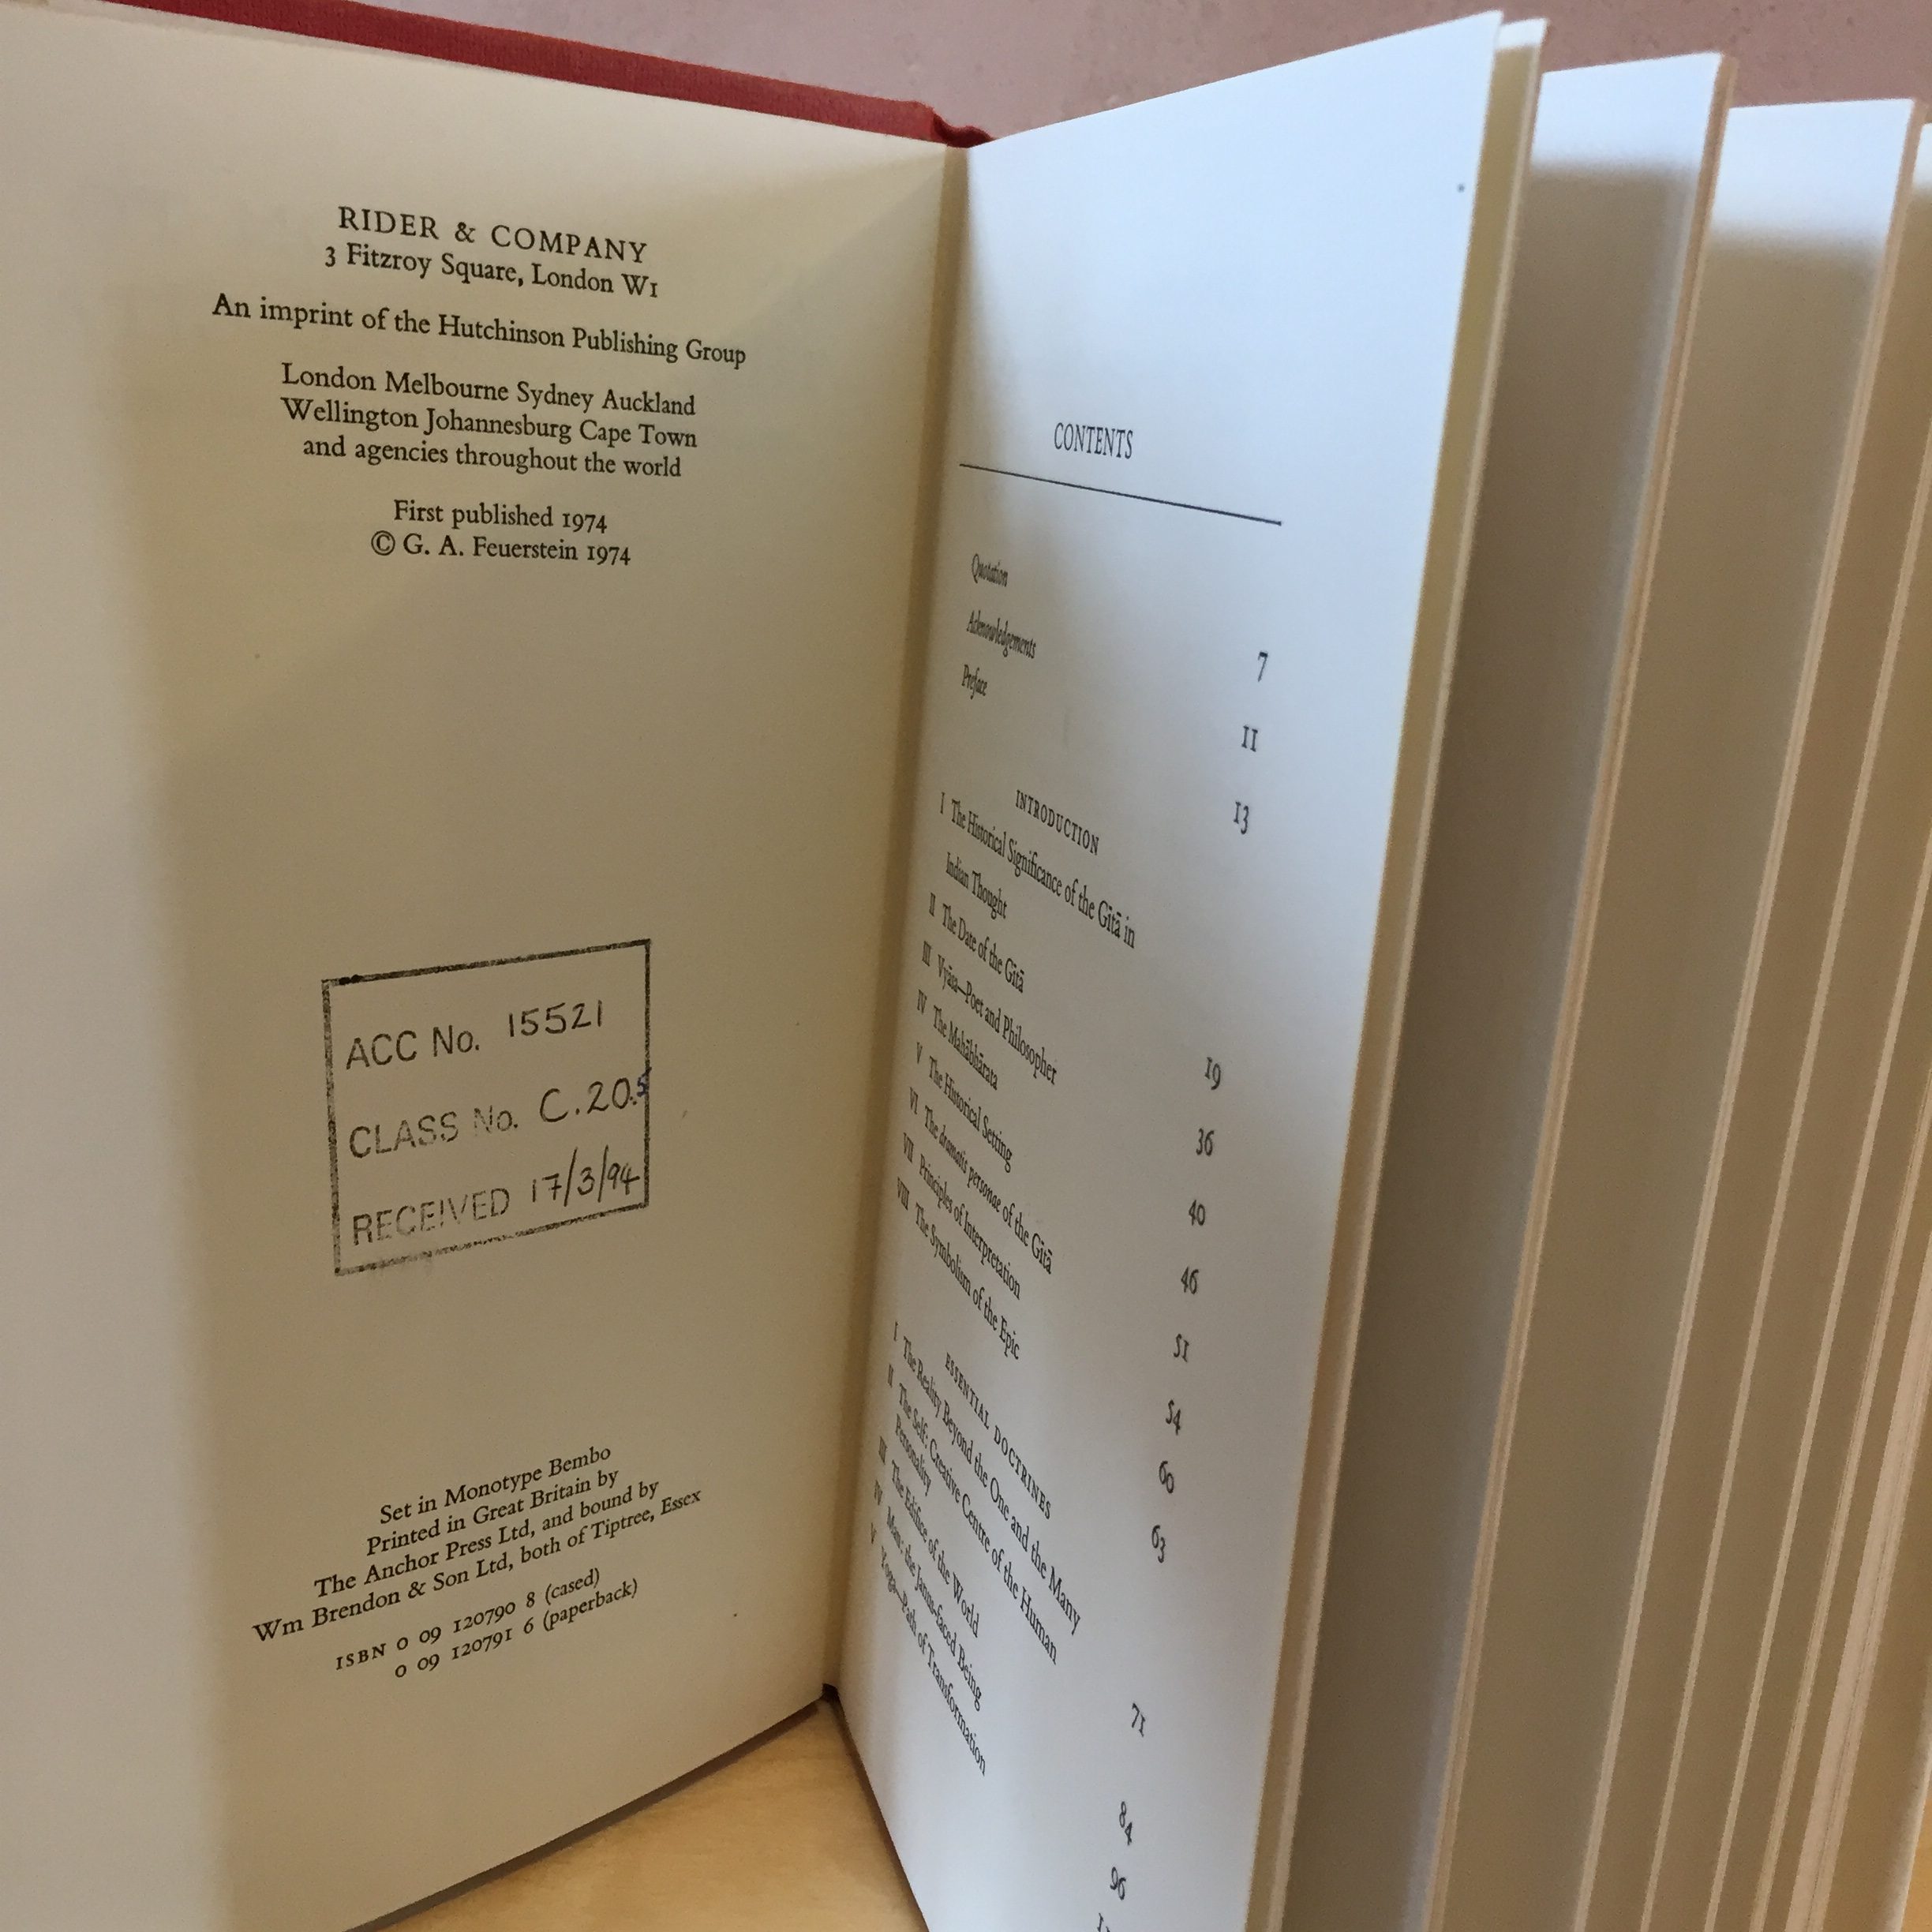 RIDER & COMPANY
3 Fitzroy Square, London W1
An imprint of the Hutchinson Publishing Group
London Melbourne Sydney Auckland
Wellington Johannesburg Cape Town
and agencies throughout the world
First published 1974
© G. A. Feuerstein 1974
ACC No. 15521
CLASS No. C.20.5
RECEIVED 17/3/94
Set in Monotype Bembo
Printed in Great Britain by
The Anchor Press Ltd, and bound by
Wm Brendon & Son Ltd, both of Tiptree, Essex
ISBN 0 09 120790 8 (cased)
0 09 120791 6 (paperback)
CONTENTS
Quotation 7
Acknowledgements 11
Preface 13
INTRODUCTION
I The Historical Significance of the Gītā in
Indian Thought 19
II The Date of the Gītā 36
III Vyāsa—Poet and Philosopher 40
IV The Mahābhārata 46
V The Historical Setting 51
VI The dramatis personae of the Gītā 54
VII Principles of Interpretation 60
VIII The Symbolism of the Epic 63
ESSENTIAL DOCTRINES
I The Reality Beyond the One and the Many 71
II The Self: Creative Centre of the Human
Personality 84
III The Edifice of the World 96
IV Man: the Janus-faced Being
V Yoga—Path of Transformation